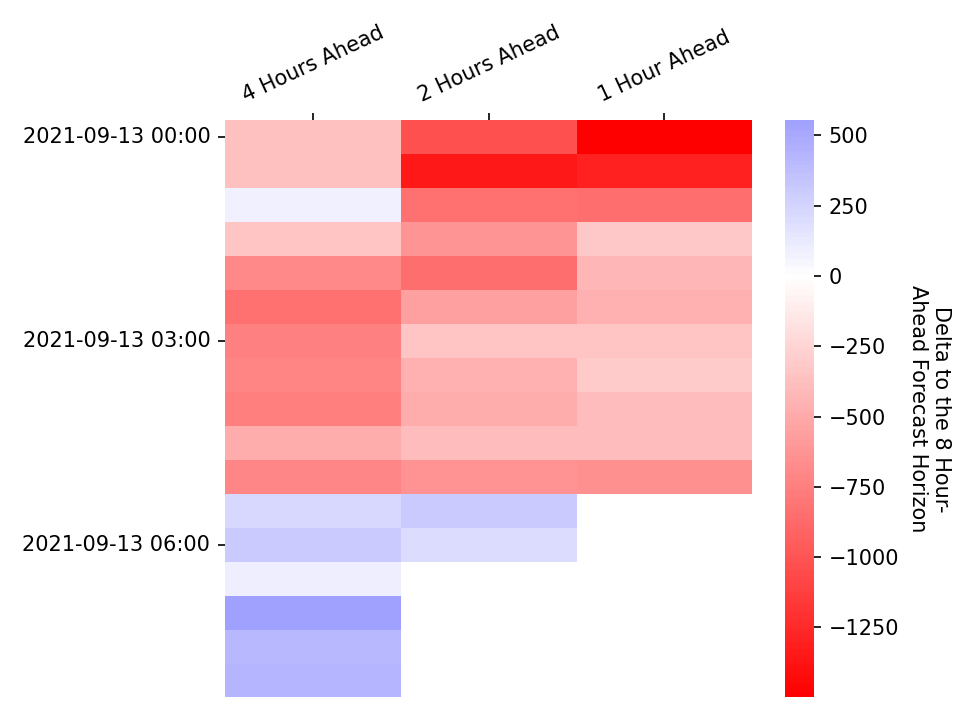 4 Hours Ahead
2 Hours Ahead
1 Hour Ahead
2021-09-13 00:00
2021-09-13 03:00
2021-09-13 06:00
500
250
0
−250
−500
−750
−1000
−1250
Delta to the 8 Hour-
Ahead Forecast Horizon